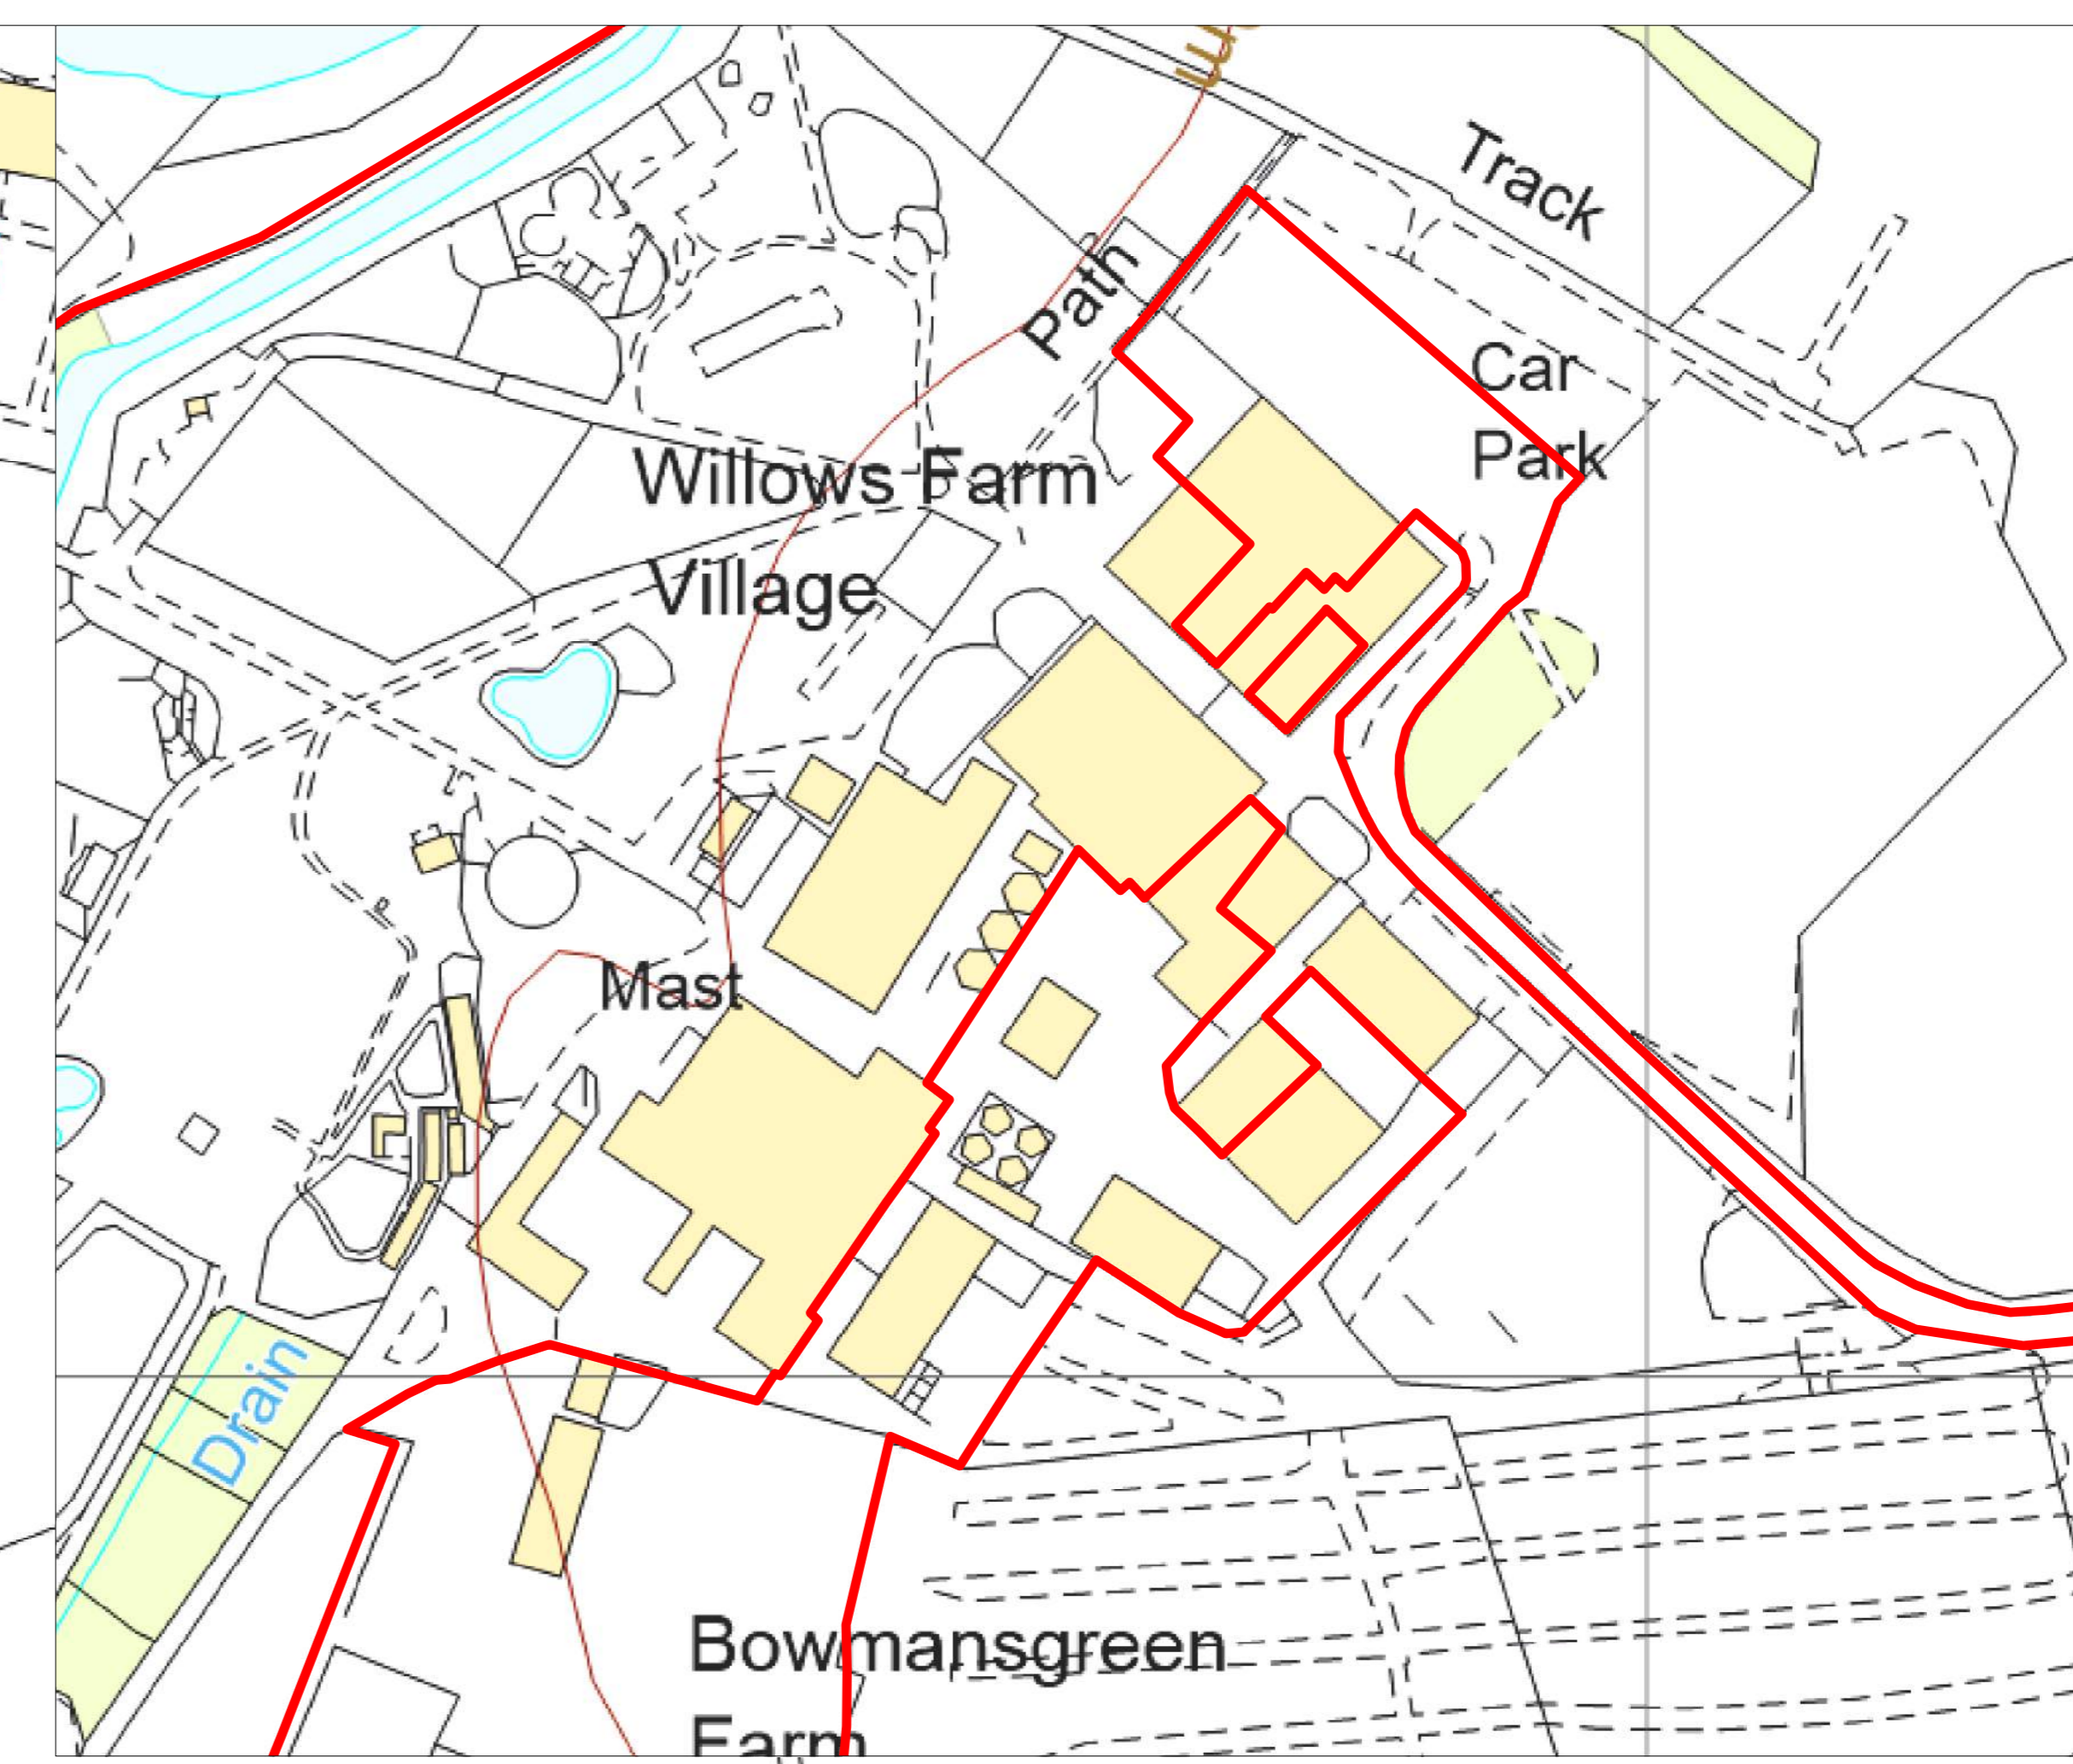 Track
Path
Car
Park
Willows Farm
Village
Mast
Drain
Bowmansgreen
Farm